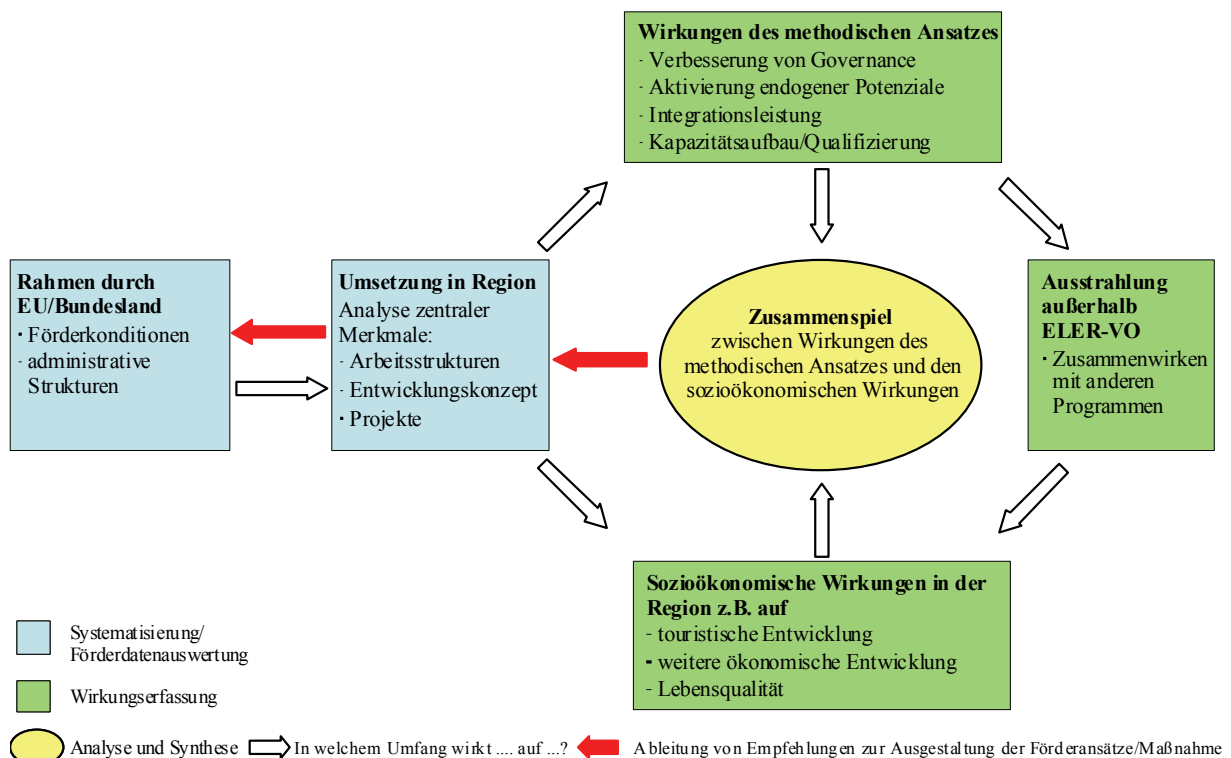 Wirkungen des methodischen Ansatzes
- Verbesserung von Governance
- Aktivierung endogener Potenziale
- Integrationsleistung
- Kapazitätsaufbau/Qualifizierung
Rahmen durch
EU/Bundesland
· Förderkonditionen
- administrative
Strukturen
Umsetzung in Region
Analyse zentraler
Merkmale:
- Arbeitsstrukturen
- Entwicklungskonzept
· Projekte
Zusammenspiel
zwischen Wirkungen des
methodischen Ansatzes und den
sozioökonomischen Wirkungen
Ausstrahlung
außerhalb
ELER-VO
· Zusammenwirken
mit anderen
Programmen
Sozioökonomische Wirkungen in der
Region z.B. auf
- touristische Entwicklung
· weitere ökonomische Entwicklung
- Lebensqualität
Systematisierung/
Förderdatenauswertung
Wirkungserfassung
Analyse und Synthese
In welchem Umfang wirkt .... auf ...?
Ableitung von Empfehlungen zur Ausgestaltung der Förderansätze/Maßnahme